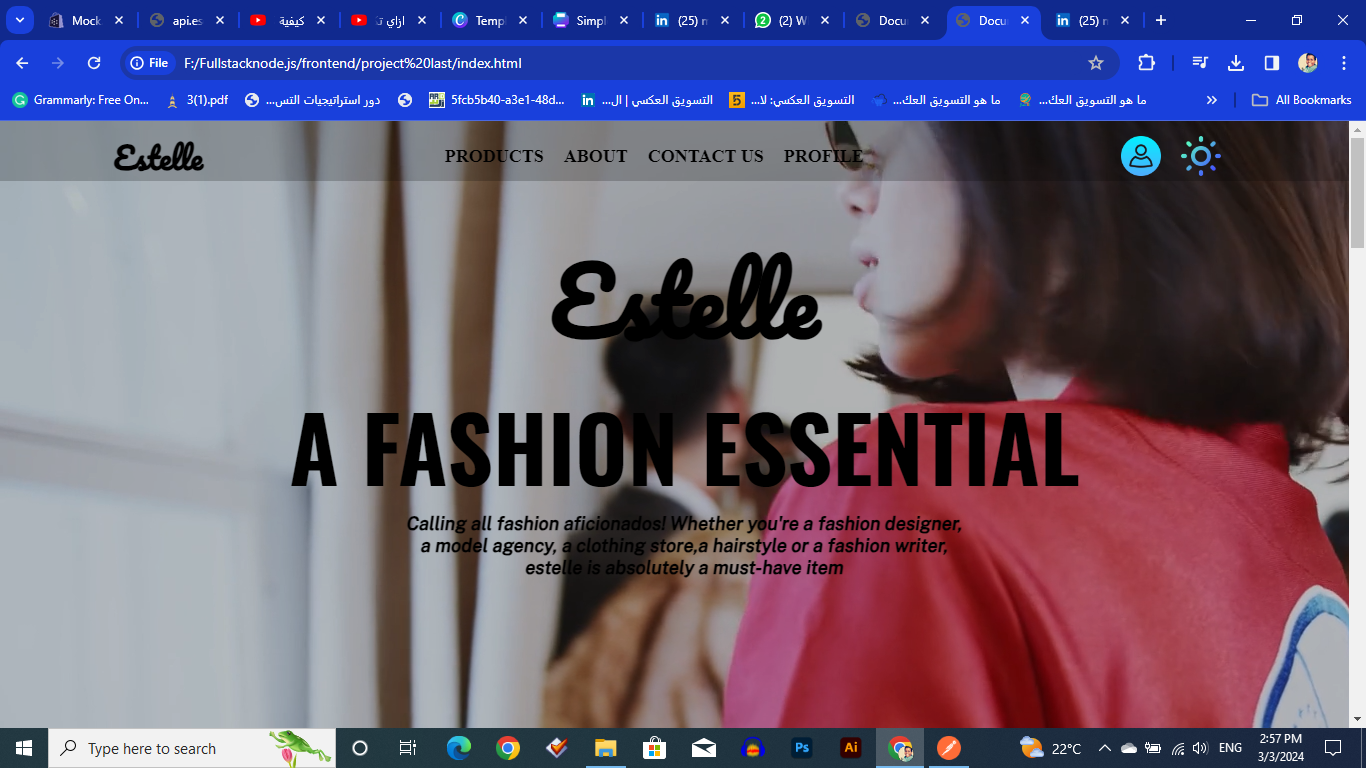 Mock
api.es
كيفية
ازاي تا
Temp
Simpl
(25) m
(2) W
Docu
Docu
(25) m
File
F:/Fullstacknode.js/frontend/project%20last/index.html
Grammarly: Free On...
3(1).pdf
دور استراتيجيات التس...
5fcb5b40-a3e1-48d...
التسويق العكسي | ال...
التسويق العكسي: لا...
ما هو التسويق العك...
ما هو التسويق العك...
All Bookmarks
Estelle
PRODUCTS ABOUT CONTACT US PROFILE
Estelle
A FASHION ESSENTIAL
Calling all fashion aficionados! Whether you're a fashion designer,
a model agency, a clothing store,a hairstyle or a fashion writer,
estelle is absolutely a must-have item
Type here to search
Ps
Ai
22°C
ENG
2:57 PM
3/3/2024